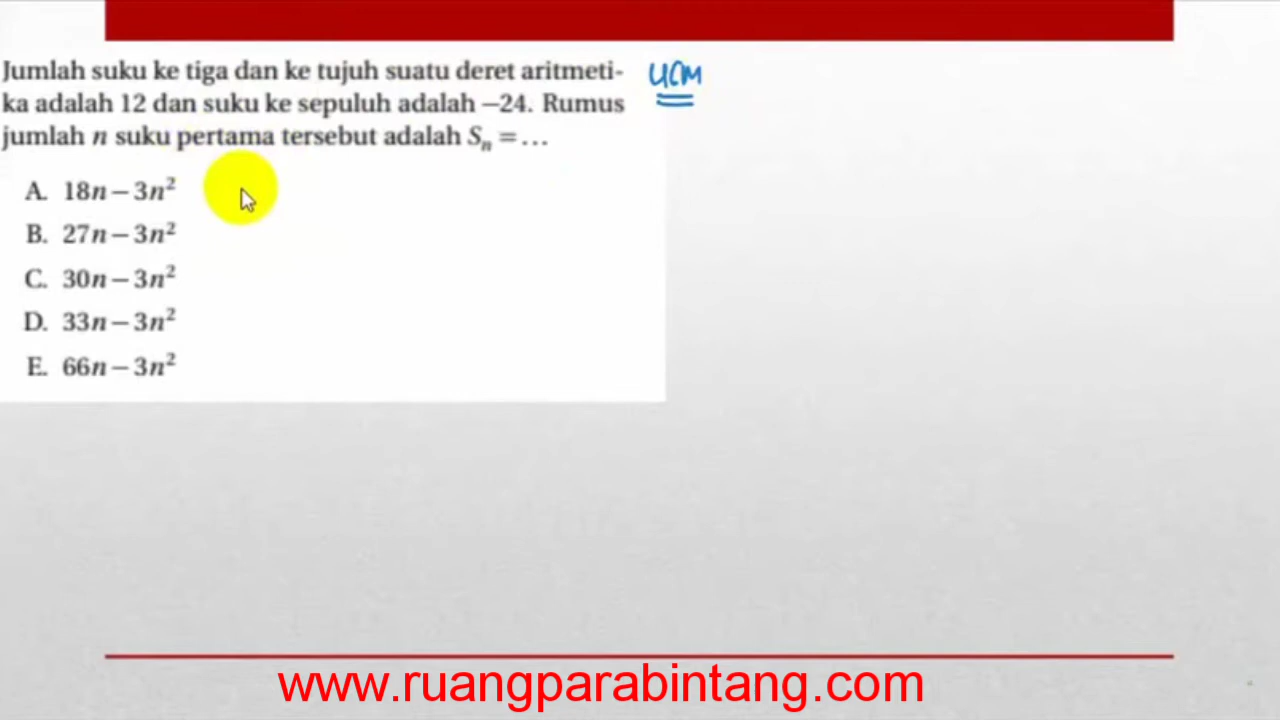 Jumlah suku ke tiga dan ke tujuh suatu deret aritmeti-
ka adalah 12 dan suku ke sepuluh adalah −24. Rumus
jumlah n suku pertama tersebut adalah Sₙ = ...
A. 18n − 3n²
B. 27n − 3n²
C. 30n − 3n²
D. 33n − 3n²
E. 66n − 3n²
UCM
www.ruangparabintang.com